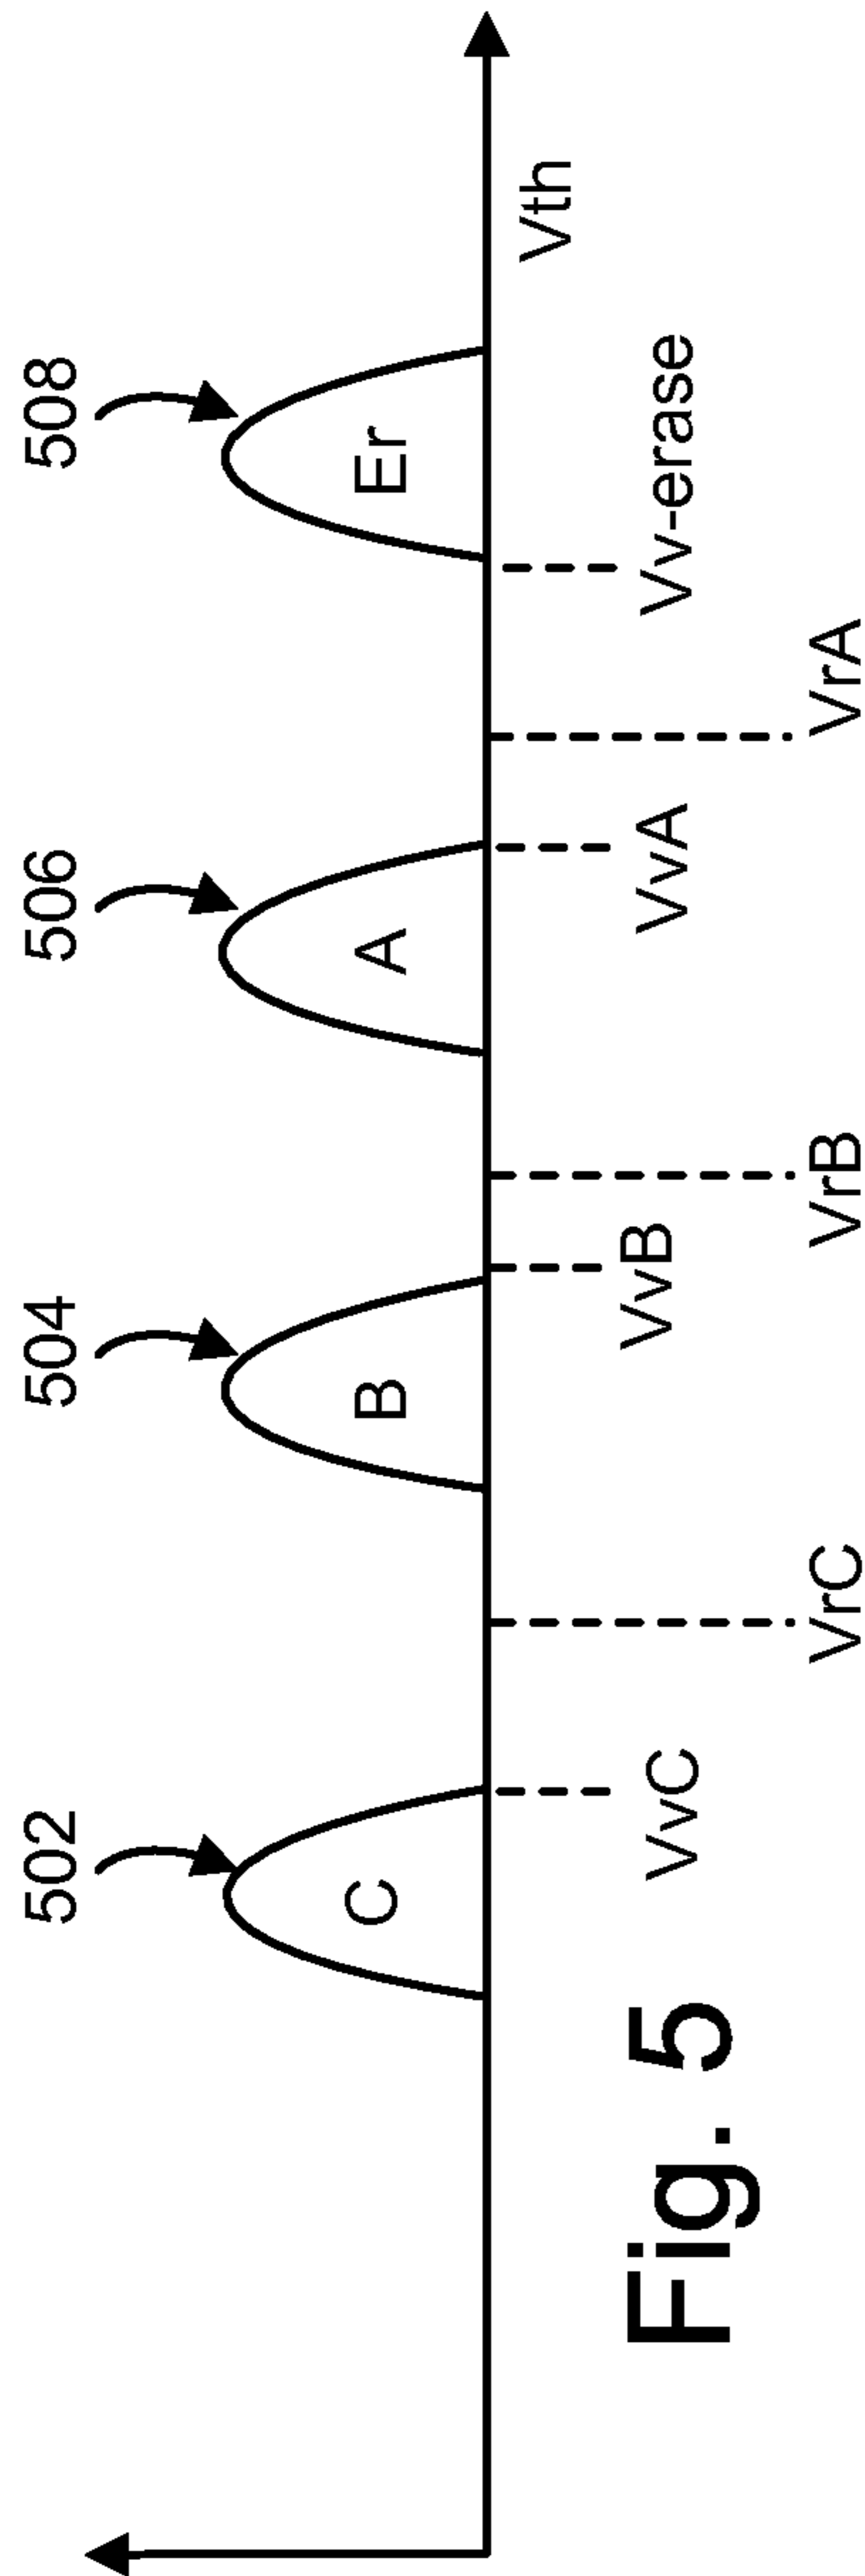 502
504
506
508
C
B
A
Er
Vth
VvC
VvB
VvA
Vv-erase
VrC
VrB
VrA
Fig. 5